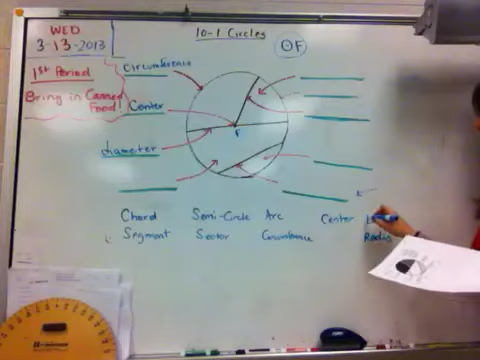 WED
3-13-2013
10-1 Circles
⊙F
1st Period
Bring in Canned
Food!
Circumference
Center
diameter
F
Chord Semi-Circle Arc Center
Segment Sector Circumference Radius